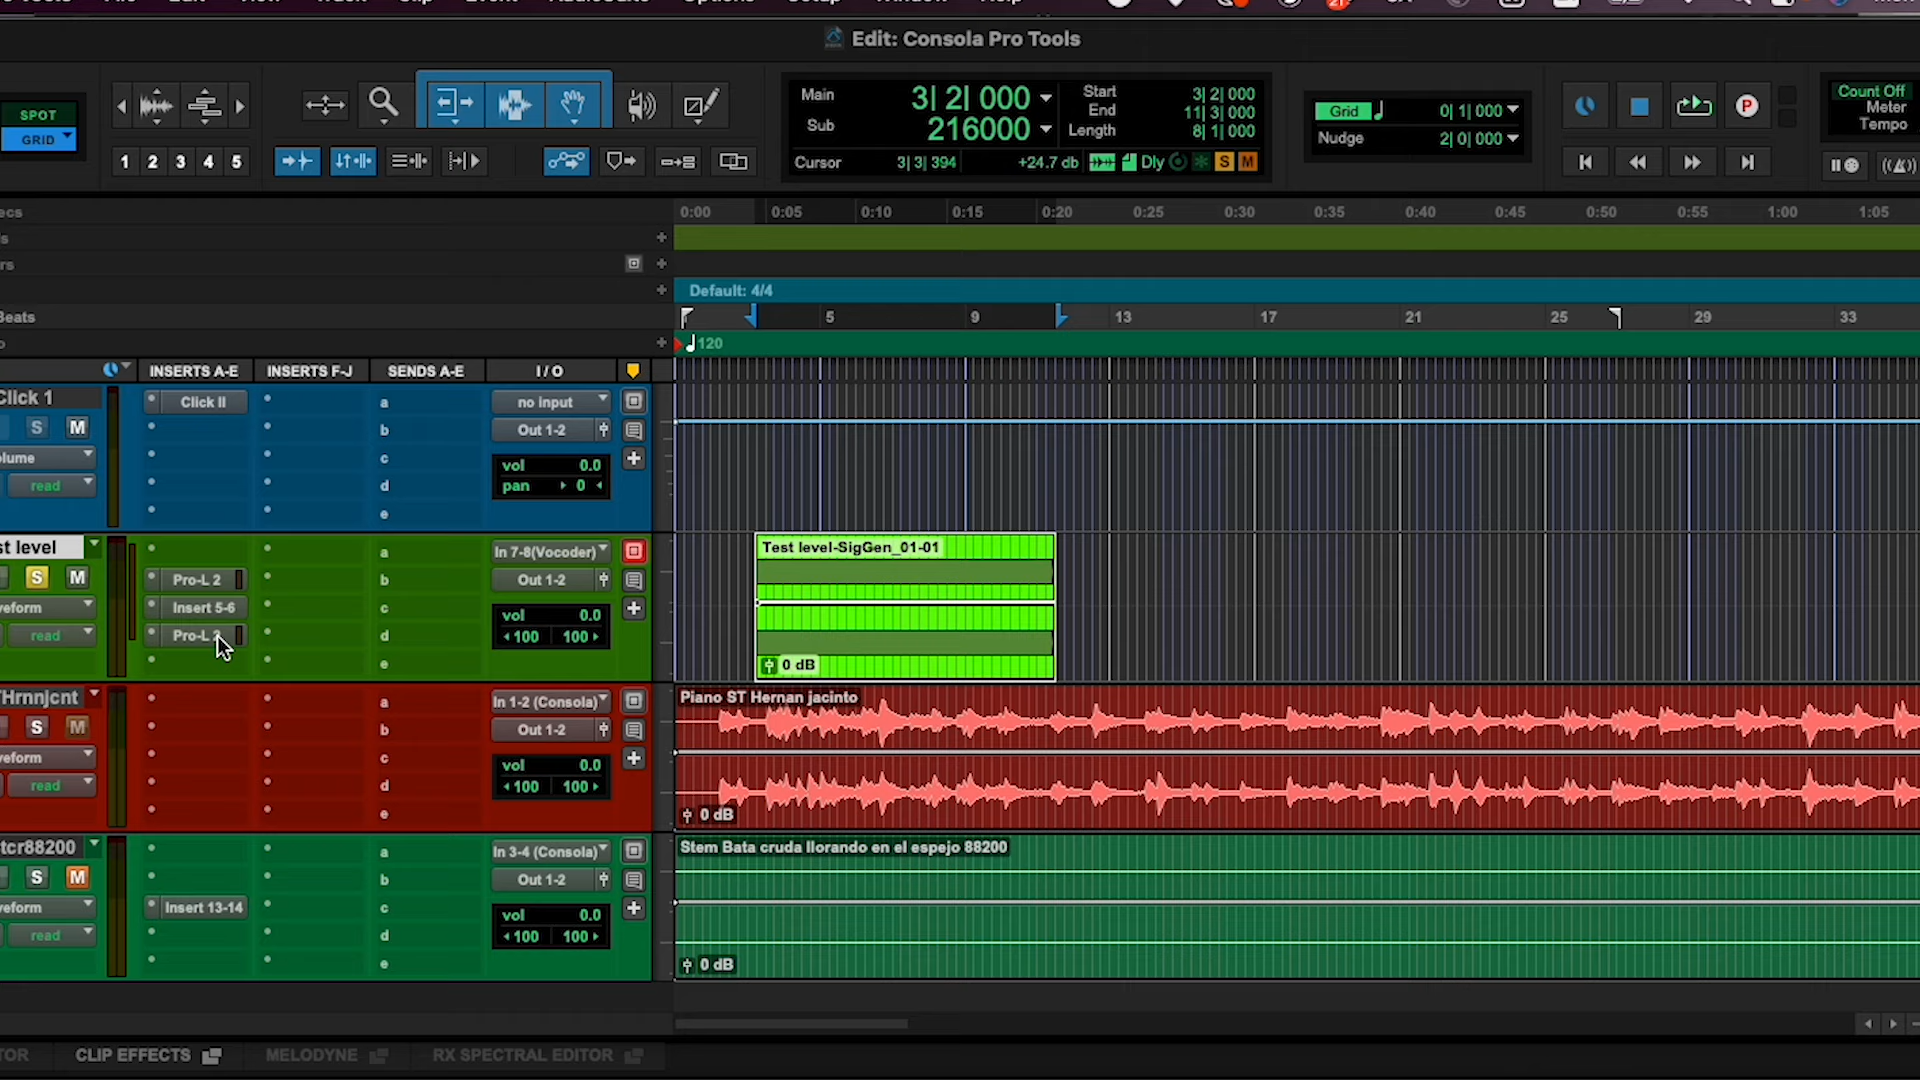 Edit: Consola Pro Tools
SPOT
GRID
1 2 3 4 5
Main 3| 2| 000
Sub 216000
Start 3| 2| 000
End 11| 3| 000
Length 8| 1| 000
Cursor 3| 3| 394 +24.7 db Dly S M
Grid 0| 1| 000
Nudge 2| 0| 000
P
Count Off
Meter
Tempo
0:00 0:05 0:10 0:15 0:20 0:25 0:30 0:35 0:40 0:45 0:50 0:55 1:00 1:05
Default: 4/4
5 9 13 17 21 25 29 33
120
INSERTS A-E INSERTS F-J SENDS A-E I / O
Click 1
S M
read
Click II
a
b
c
d
e
no input
Out 1-2
vol 0.0
pan 0
st level
S M
eform
read
Pro-L 2
Insert 5-6
Pro-L 2
a
b
c
d
e
In 7-8(Vocoder)
Out 1-2
vol 0.0
100 100
Test level-SigGen_01-01
0 dB
Hrnnjcnt
S M
eform
read
a
b
c
d
e
In 1-2 (Console)
Out 1-2
vol 0.0
100 100
Piano ST Hernan jacinto
0 dB
tcr88200
S M
eform
read
Insert 13-14
a
b
c
d
e
In 3-4 (Consola)
Out 1-2
vol 0.0
100 100
Stem Bata cruda llorando en el espejo 88200
0 dB
CLIP EFFECTS MELODYNE RX SPECTRAL EDITOR